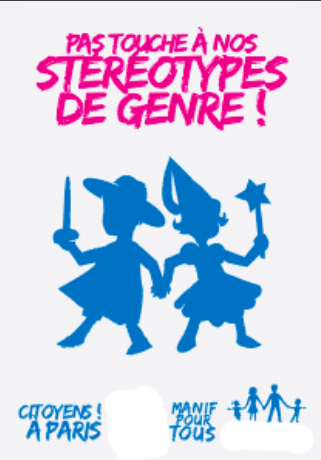 PAS TOUCHE À NOS
STÉRÉOTYPES
DE GENRE !
CITOYENS !
À PARIS
MANIF
POUR
TOUS